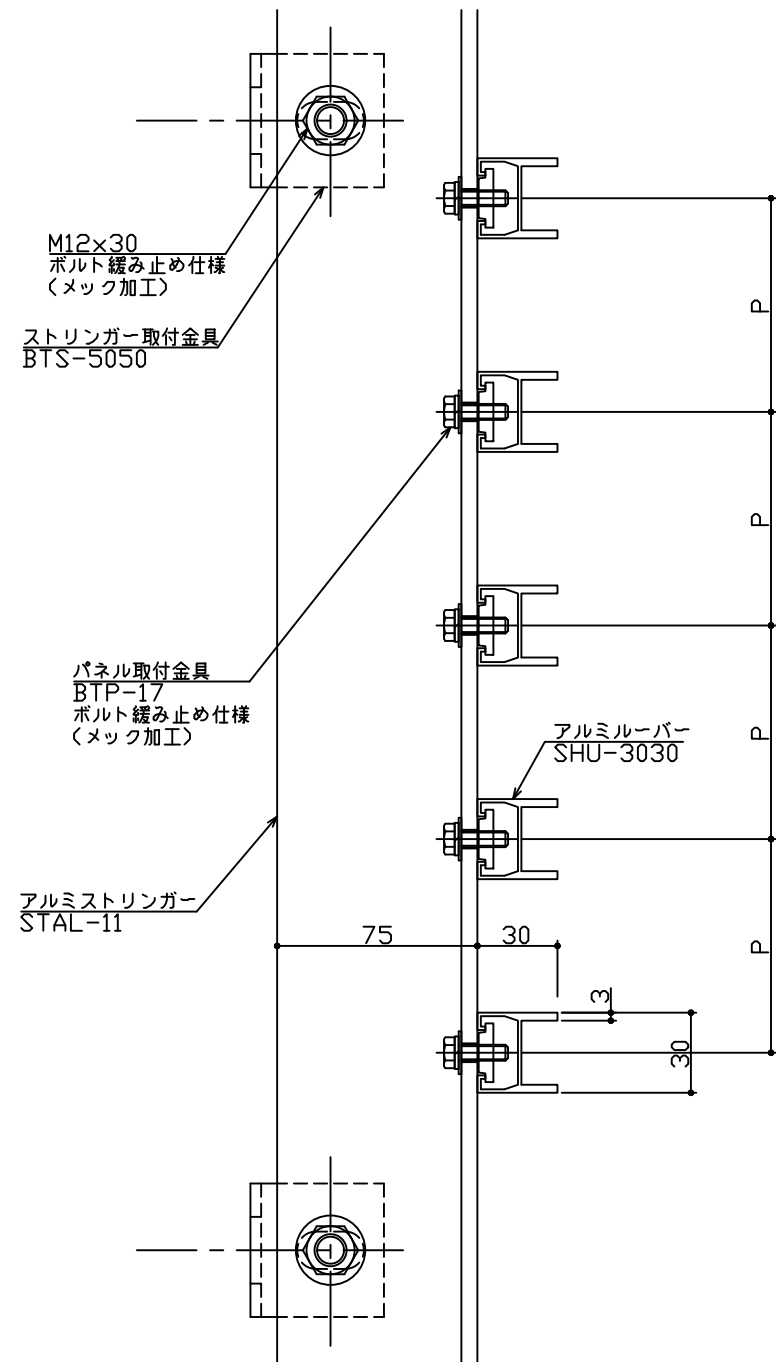 M12x30
ボルト緩み止め仕様
(メック加工)
ストリンガー取付金具
BTS-5050
P
P
パネル取付金具
BTP-17
ボルト緩み止め仕様
(メック加工)
アルミルーバー
SHU-3030
P
アルミストリンガー
STAL-11
75
30
P
3
30